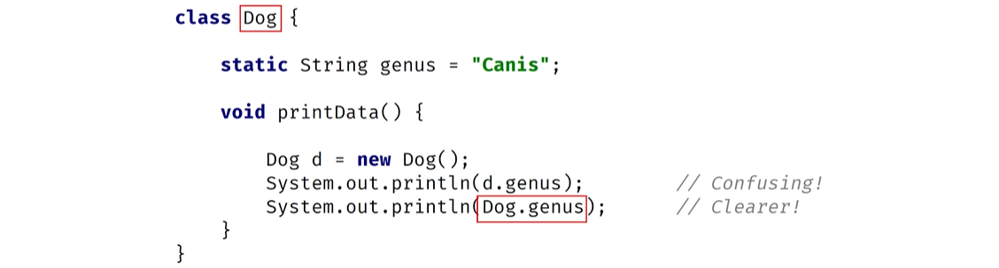 class Dog {
static String genus = "Canis";
void printData() {
Dog d = new Dog();
System.out.println(d.genus); // Confusing!
System.out.println(Dog.genus); // Clearer!
}
}